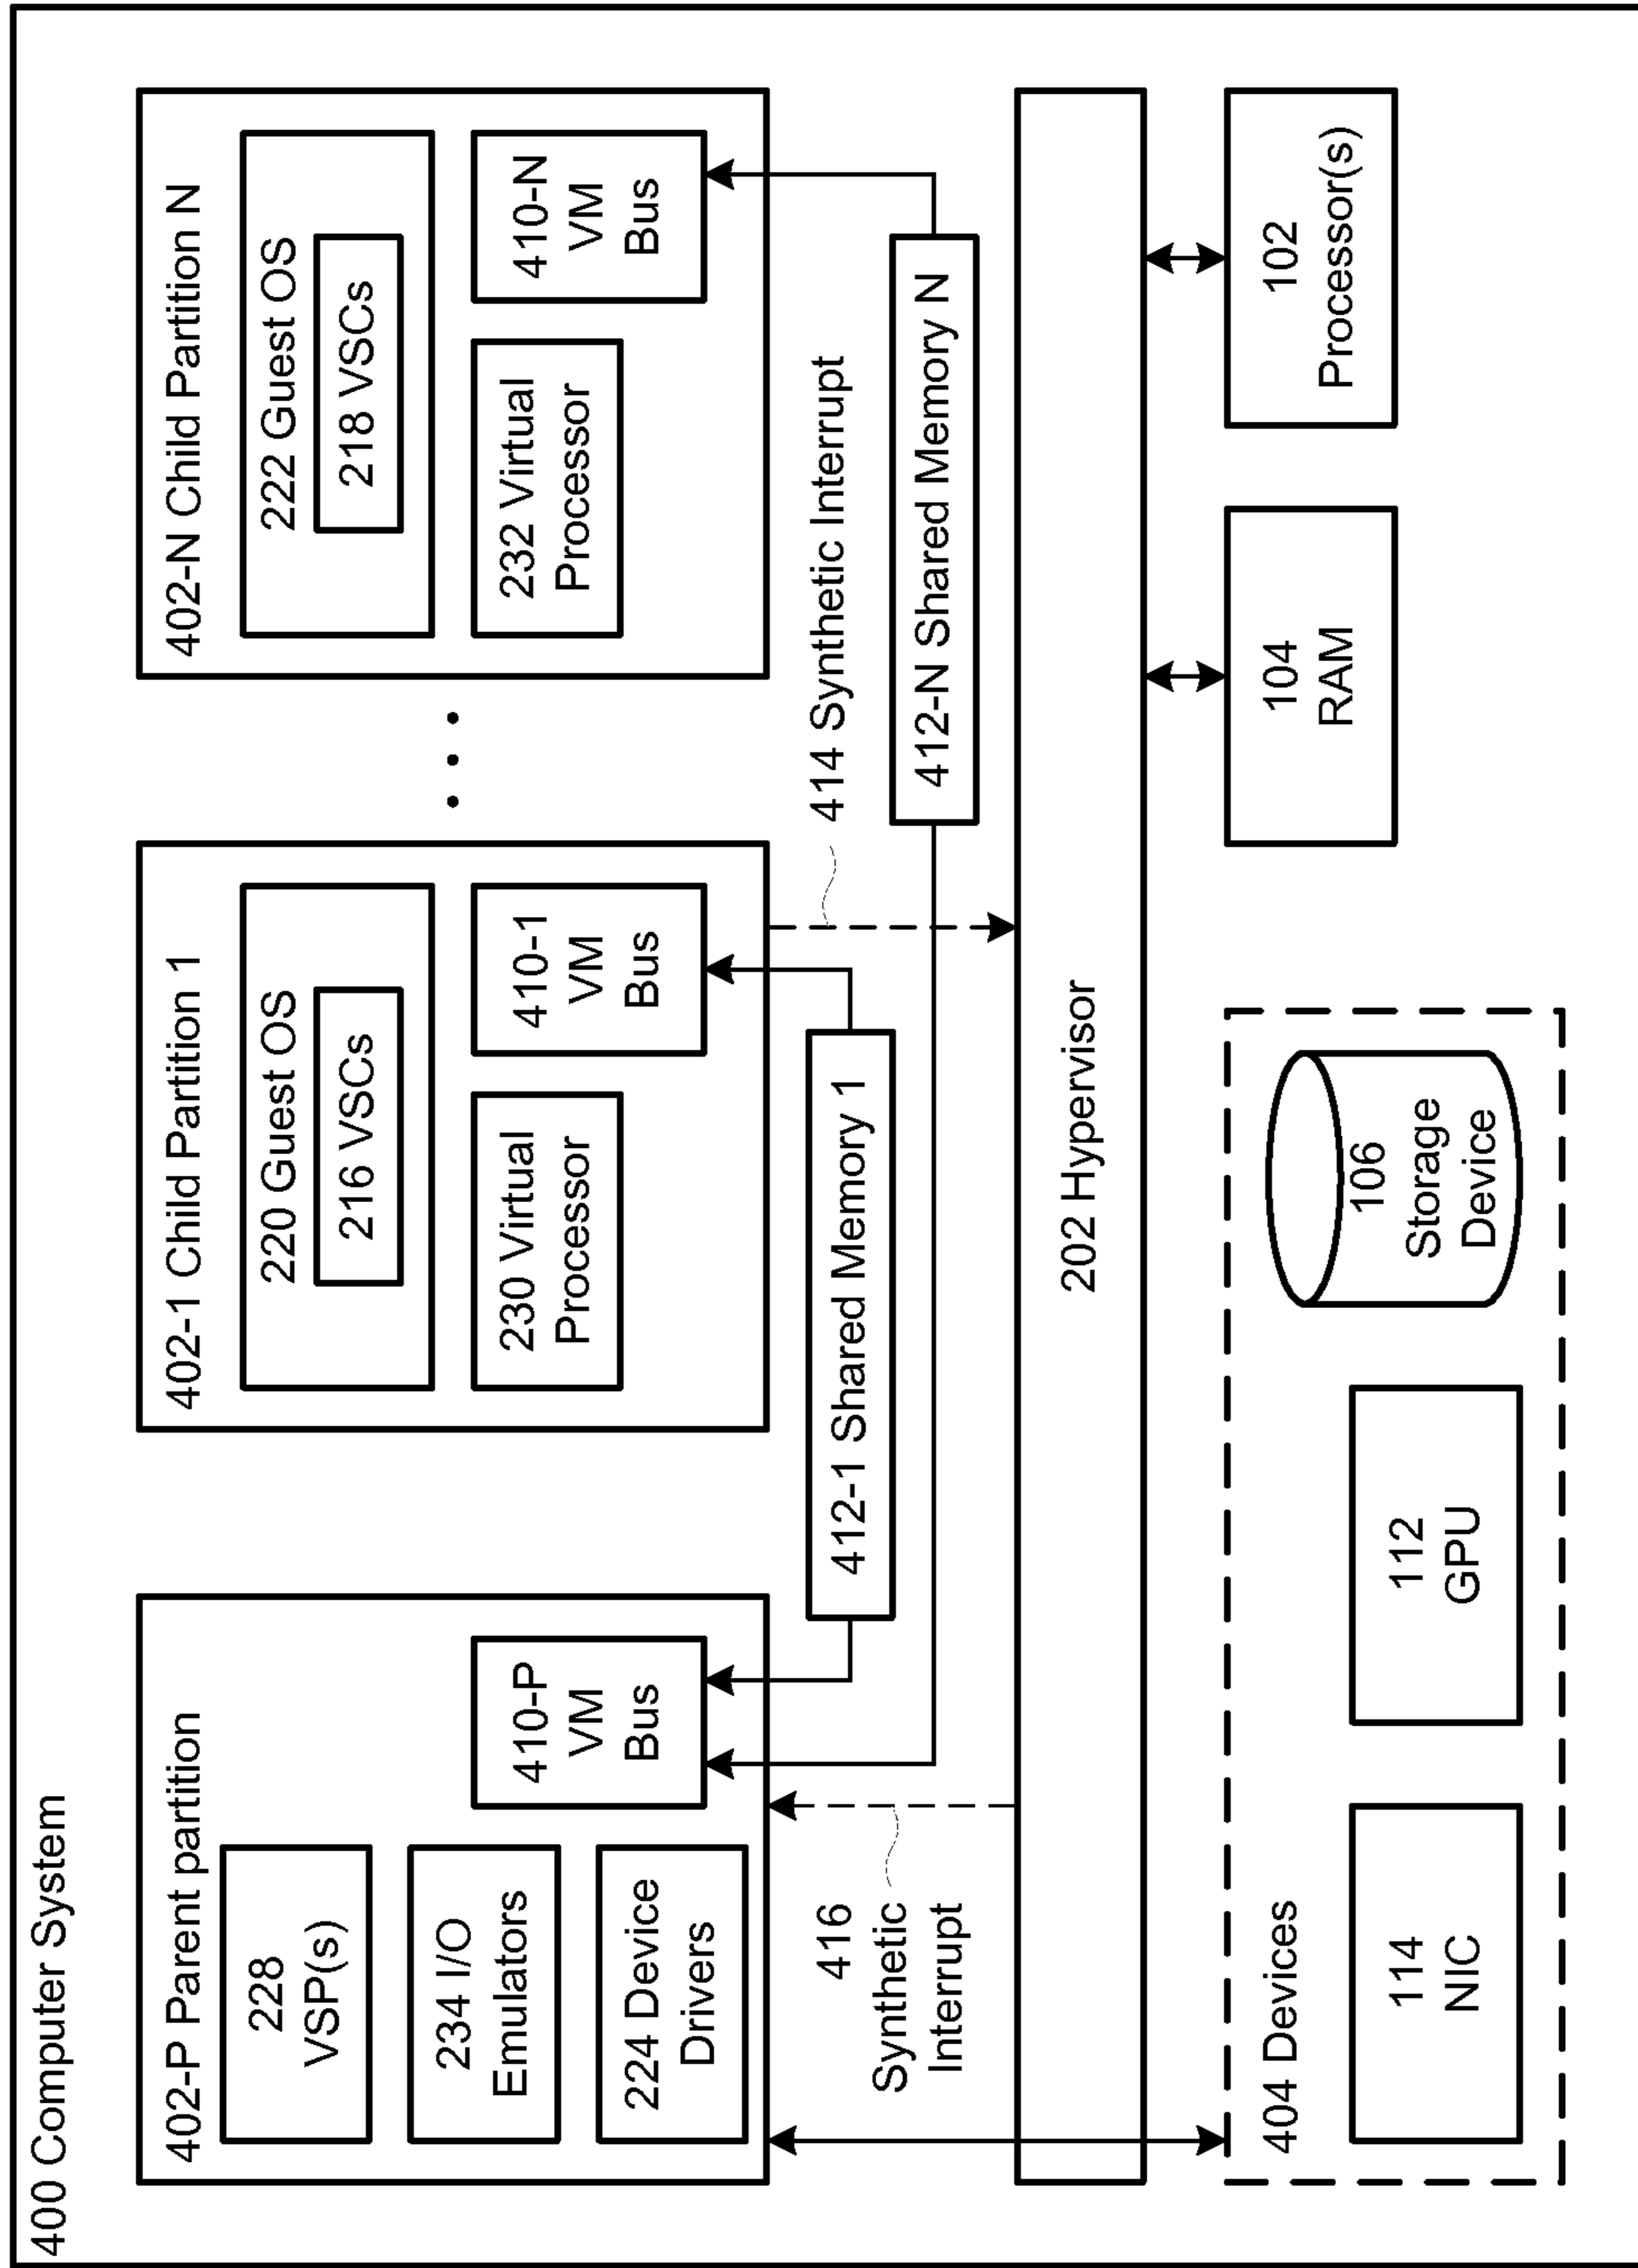 400 Computer System
402-P Parent partition
228
VSP(s)
234 I/O
Emulators
224 Device
Drivers
410-P
VM
Bus
402-1 Child Partition 1
220 Guest OS
216 VSCs
230 Virtual
Processor
410-1
VM
Bus
402-N Child Partition N
222 Guest OS
218 VSCs
232 Virtual
Processor
410-N
VM
Bus
412-1 Shared Memory 1
414 Synthetic Interrupt
412-N Shared Memory N
416
Synthetic
Interrupt
202 Hypervisor
404 Devices
114
NIC
112
GPU
106
Storage
Device
104
RAM
102
Processor(s)